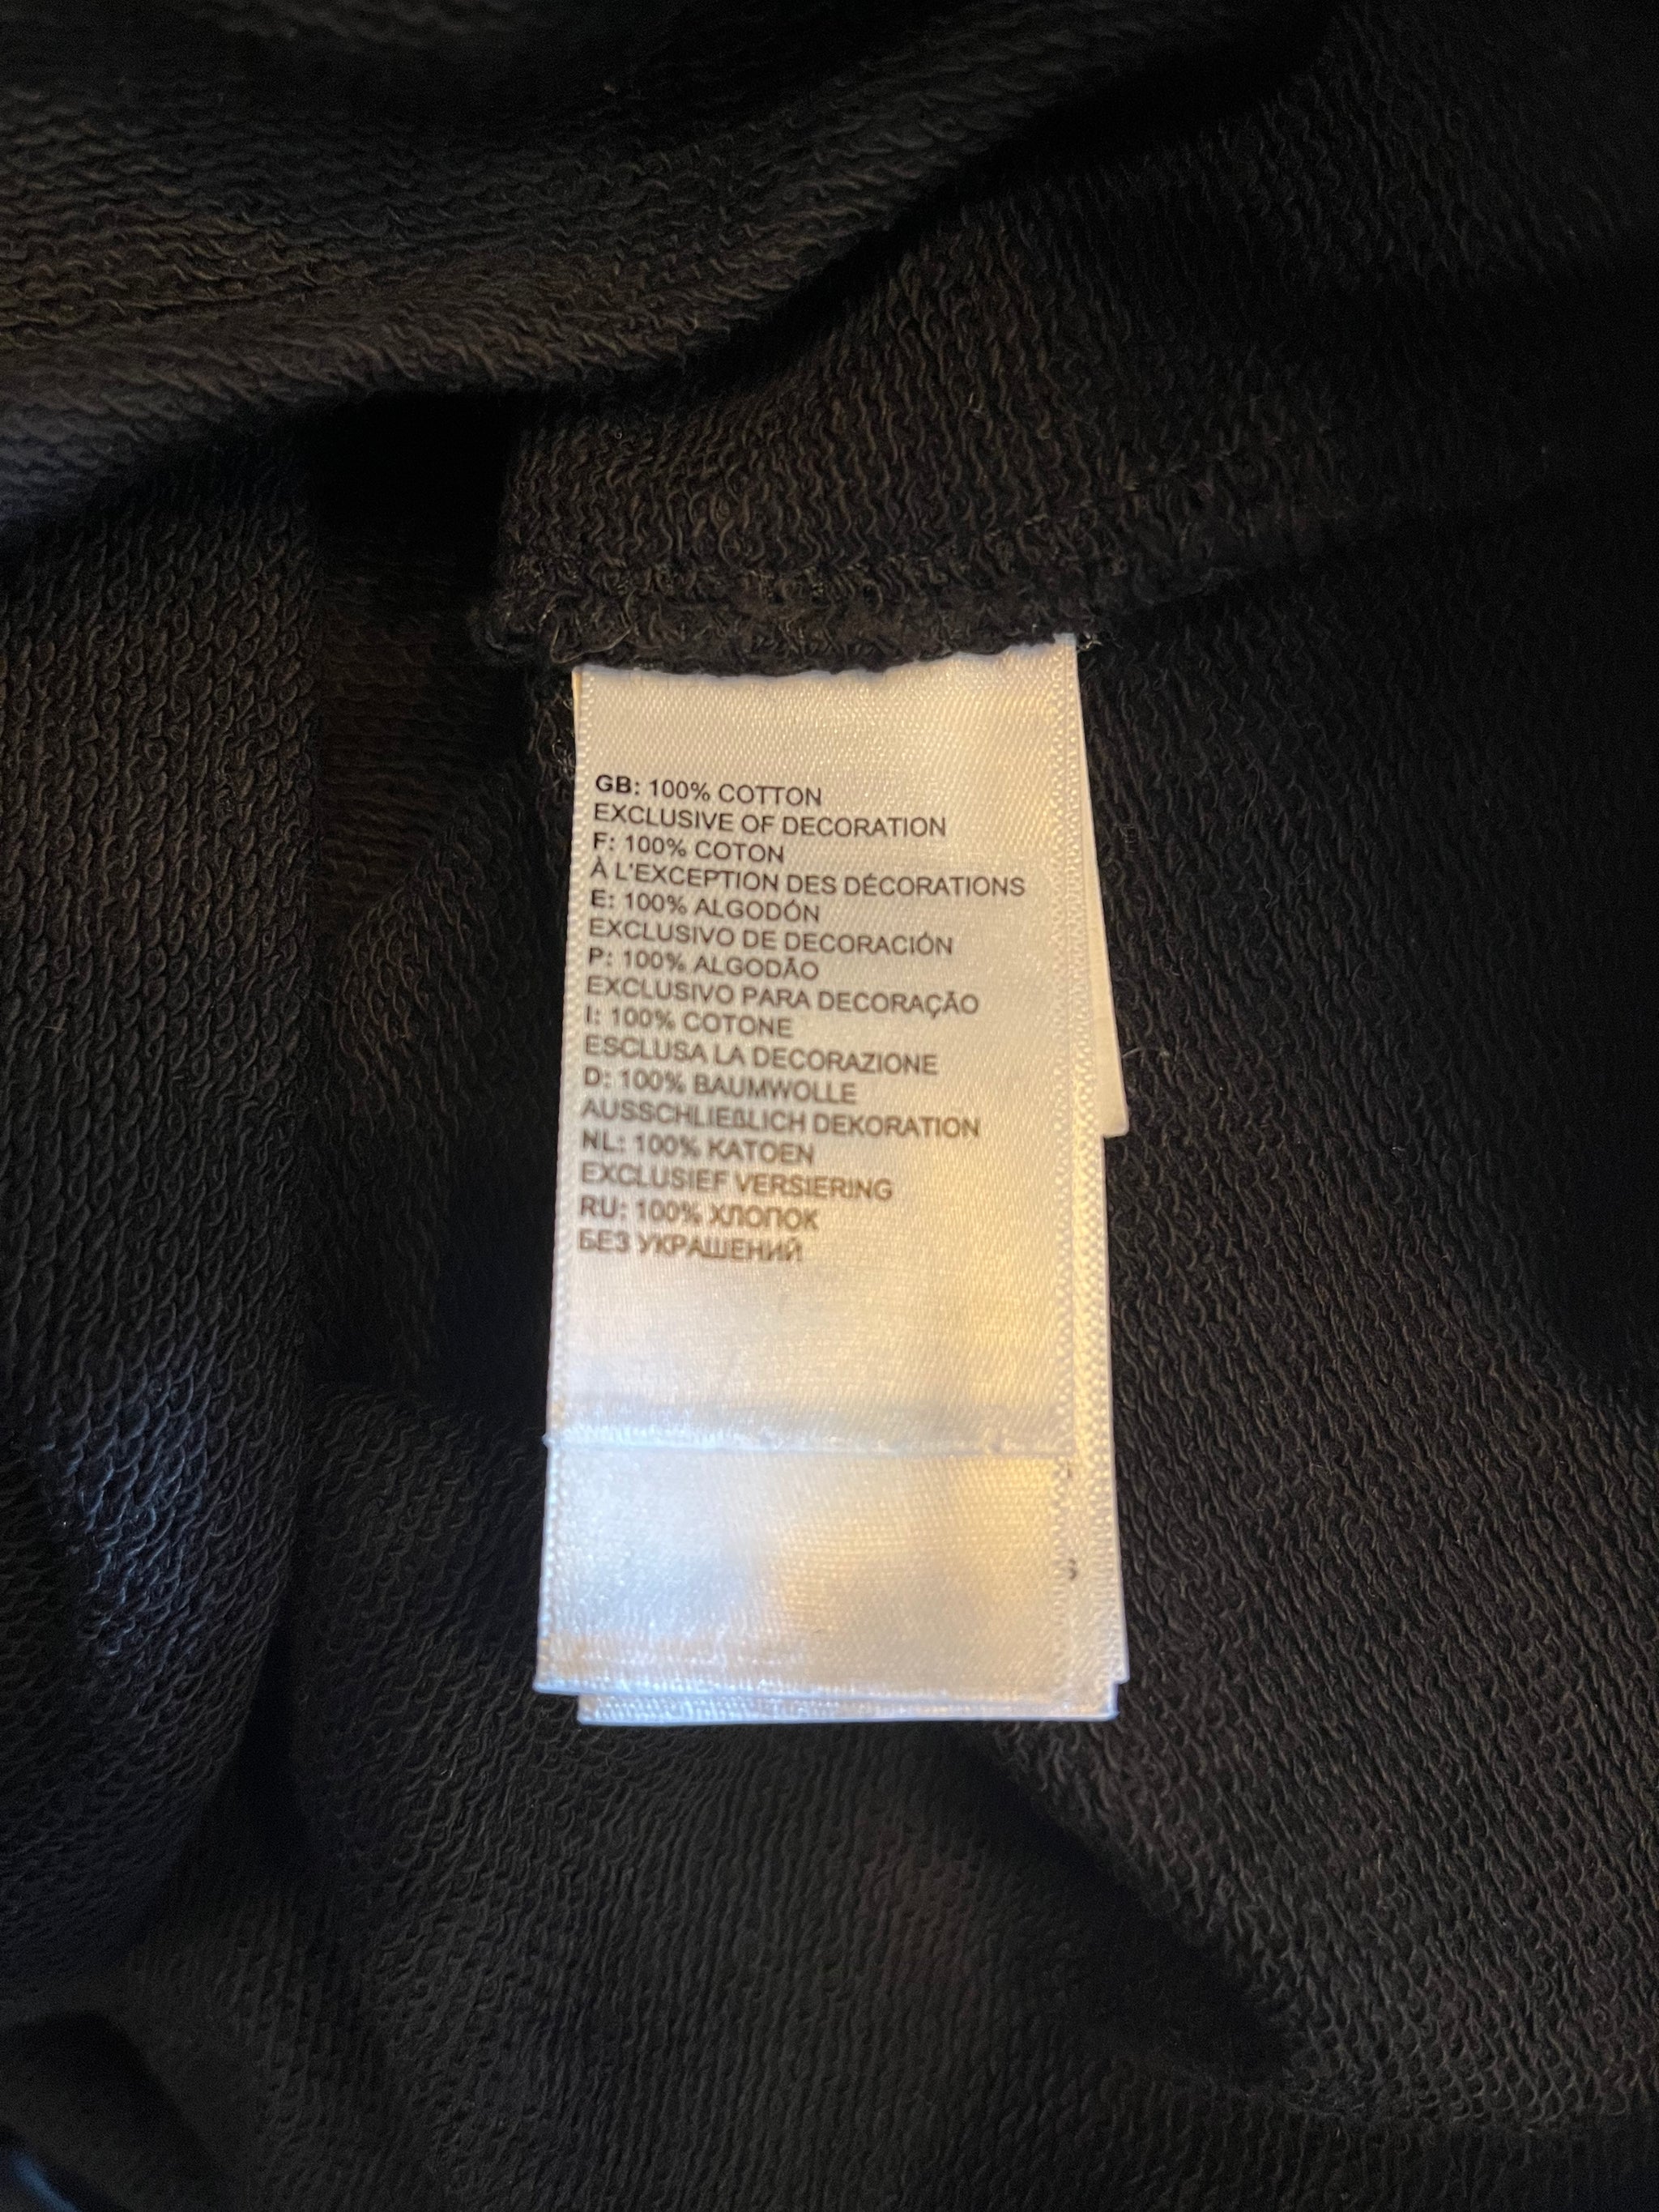 GB: 100% COTTON
EXCLUSIVE OF DECORATION
F: 100% COTON
À L'EXCEPTION DES DÉCORATIONS
E: 100% ALGODÓN
EXCLUSIVO DE DECORACIÓN
P: 100% ALGODÃO
EXCLUSIVO PARA DECORAÇÃO
I: 100% COTONE
ESCLUSA LA DECORAZIONE
D: 100% BAUMWOLLE
AUSSCHLIEßLICH DEKORATION
NL: 100% KATOEN
EXCLUSIEF VERSIERING
RU: 100% ХЛОПОК
БЕЗ УКРАШЕНИЙ